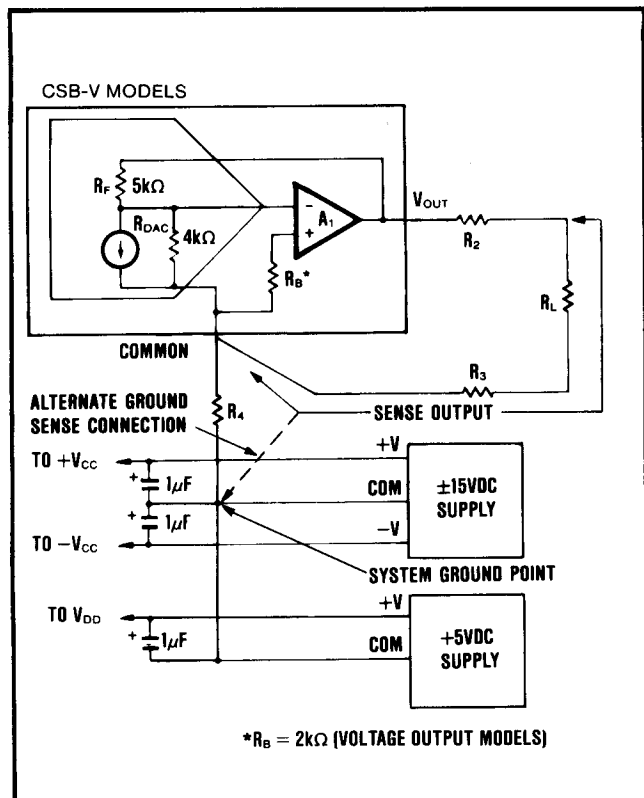 CSB-V MODELS
R_F 5kΩ
R_DAC
4kΩ
−
+
A₁
R_B*
V_OUT
R₂
R_L
R₃
COMMON
R₄
ALTERNATE GROUND
SENSE CONNECTION
SENSE OUTPUT
TO +V_CC
+ 1µF
+V
COM
−V
±15VDC
SUPPLY
+ 1µF
TO −V_CC
SYSTEM GROUND POINT
TO V_DD
+ 1µF
+V
COM
+5VDC
SUPPLY
*R_B = 2kΩ (VOLTAGE OUTPUT MODELS)